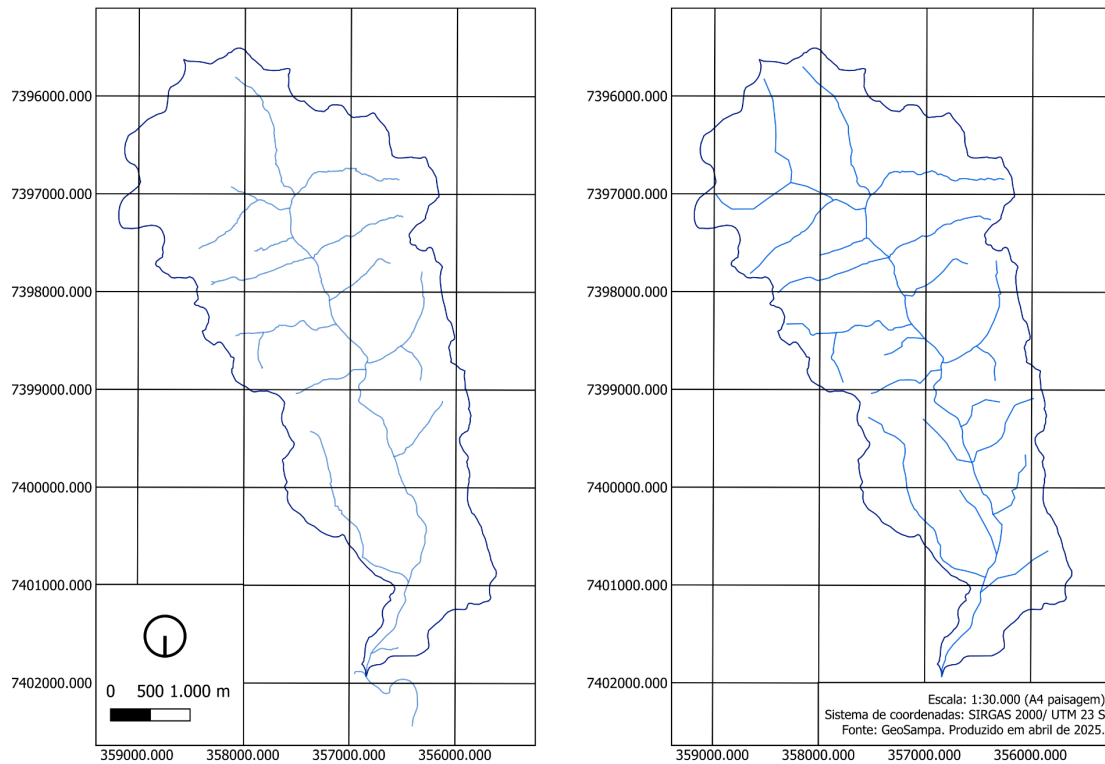 7396000.000
7397000.000
7398000.000
7399000.000
7400000.000
7401000.000
7402000.000
0 500 1.000 m
359000.000 358000.000 357000.000 356000.000
7396000.000
7397000.000
7398000.000
7399000.000
7400000.000
7401000.000
7402000.000
Escala: 1:30.000 (A4 paisagem)
Sistema de coordenadas: SIRGAS 2000/ UTM 23 S
Fonte: GeoSampa. Produzido em abril de 2025.
359000.000 358000.000 357000.000 356000.000